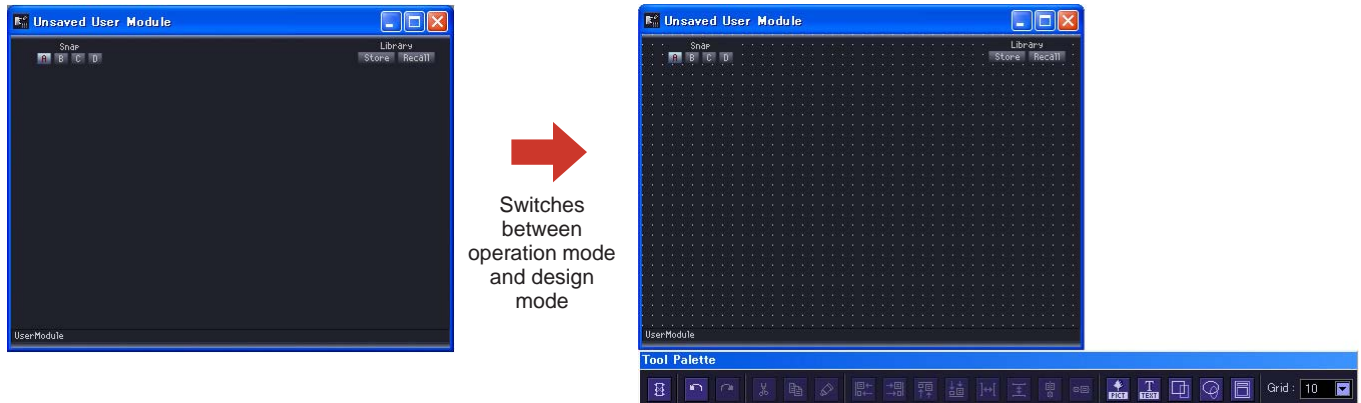 Unsaved User Module
Snap
A B C D
Library
Store Recall
UserModule
Switches
between
operation mode
and design
mode
Unsaved User Module
Snap
A B C D
Library
Store Recall
UserModule
Tool Palette
PICT TEXT Grid: 10